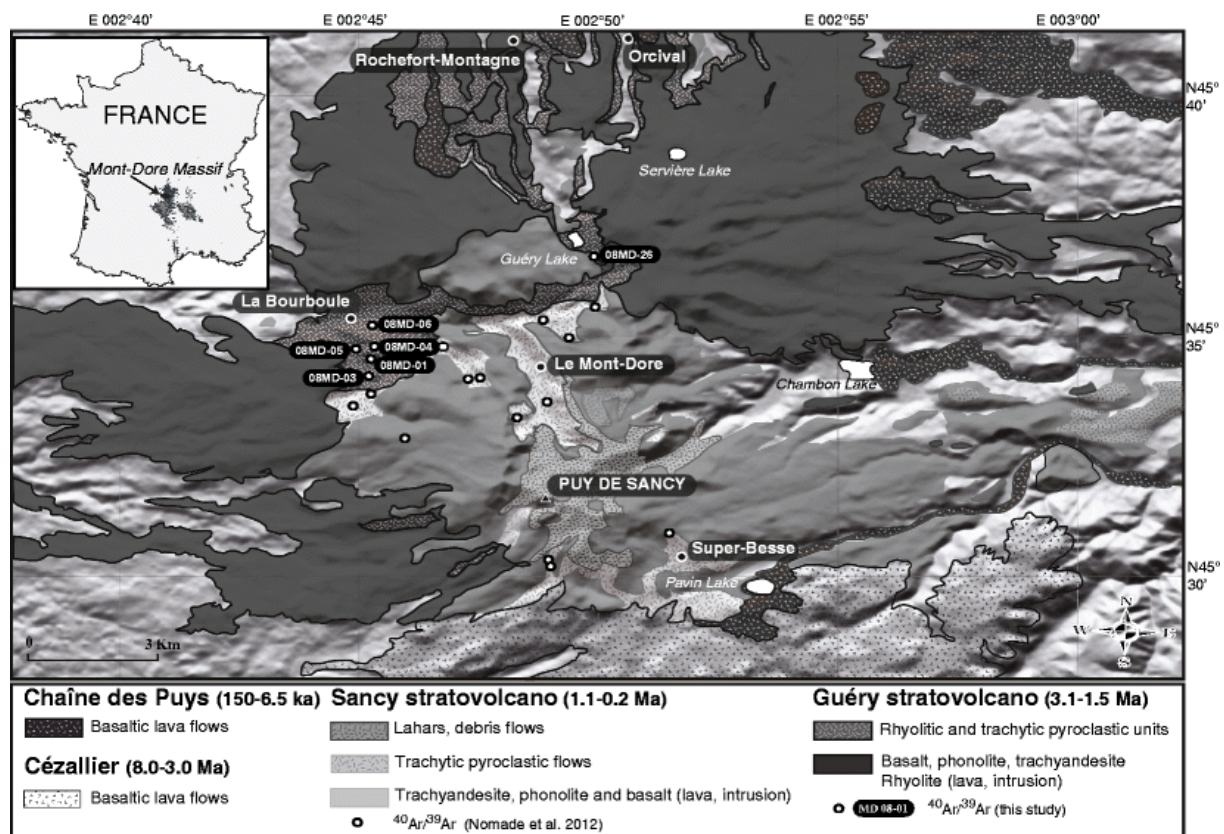 E 002°40' E 002°45' E 002°50' E 002°55' E 003°00'
FRANCE
Mont-Dore Massif
Rochefort-Montagne
Orcival
N45°
40'
Servière Lake
Guéry Lake
08MD-26
La Bourboule
08MD-06
08MD-05
08MD-04
08MD-01
08MD-03
Le Mont-Dore
N45°
35'
Chambon Lake
PUY DE SANCY
Super-Besse
Pavin Lake
N45°
30'
0 3 Km
N
W E
S
Chaîne des Puys (150-6.5 ka)
Basaltic lava flows
Cézallier (8.0-3.0 Ma)
Basaltic lava flows
Sancy stratovolcano (1.1-0.2 Ma)
Lahars, debris flows
Trachytic pyroclastic flows
Trachyandesite, phonolite and basalt (lava, intrusion)
40Ar/39Ar (Nomade et al. 2012)
Guéry stratovolcano (3.1-1.5 Ma)
Rhyolitic and trachytic pyroclastic units
Basalt, phonolite, trachyandesite
Rhyolite (lava, intrusion)
MD 08-01 40Ar/39Ar (this study)